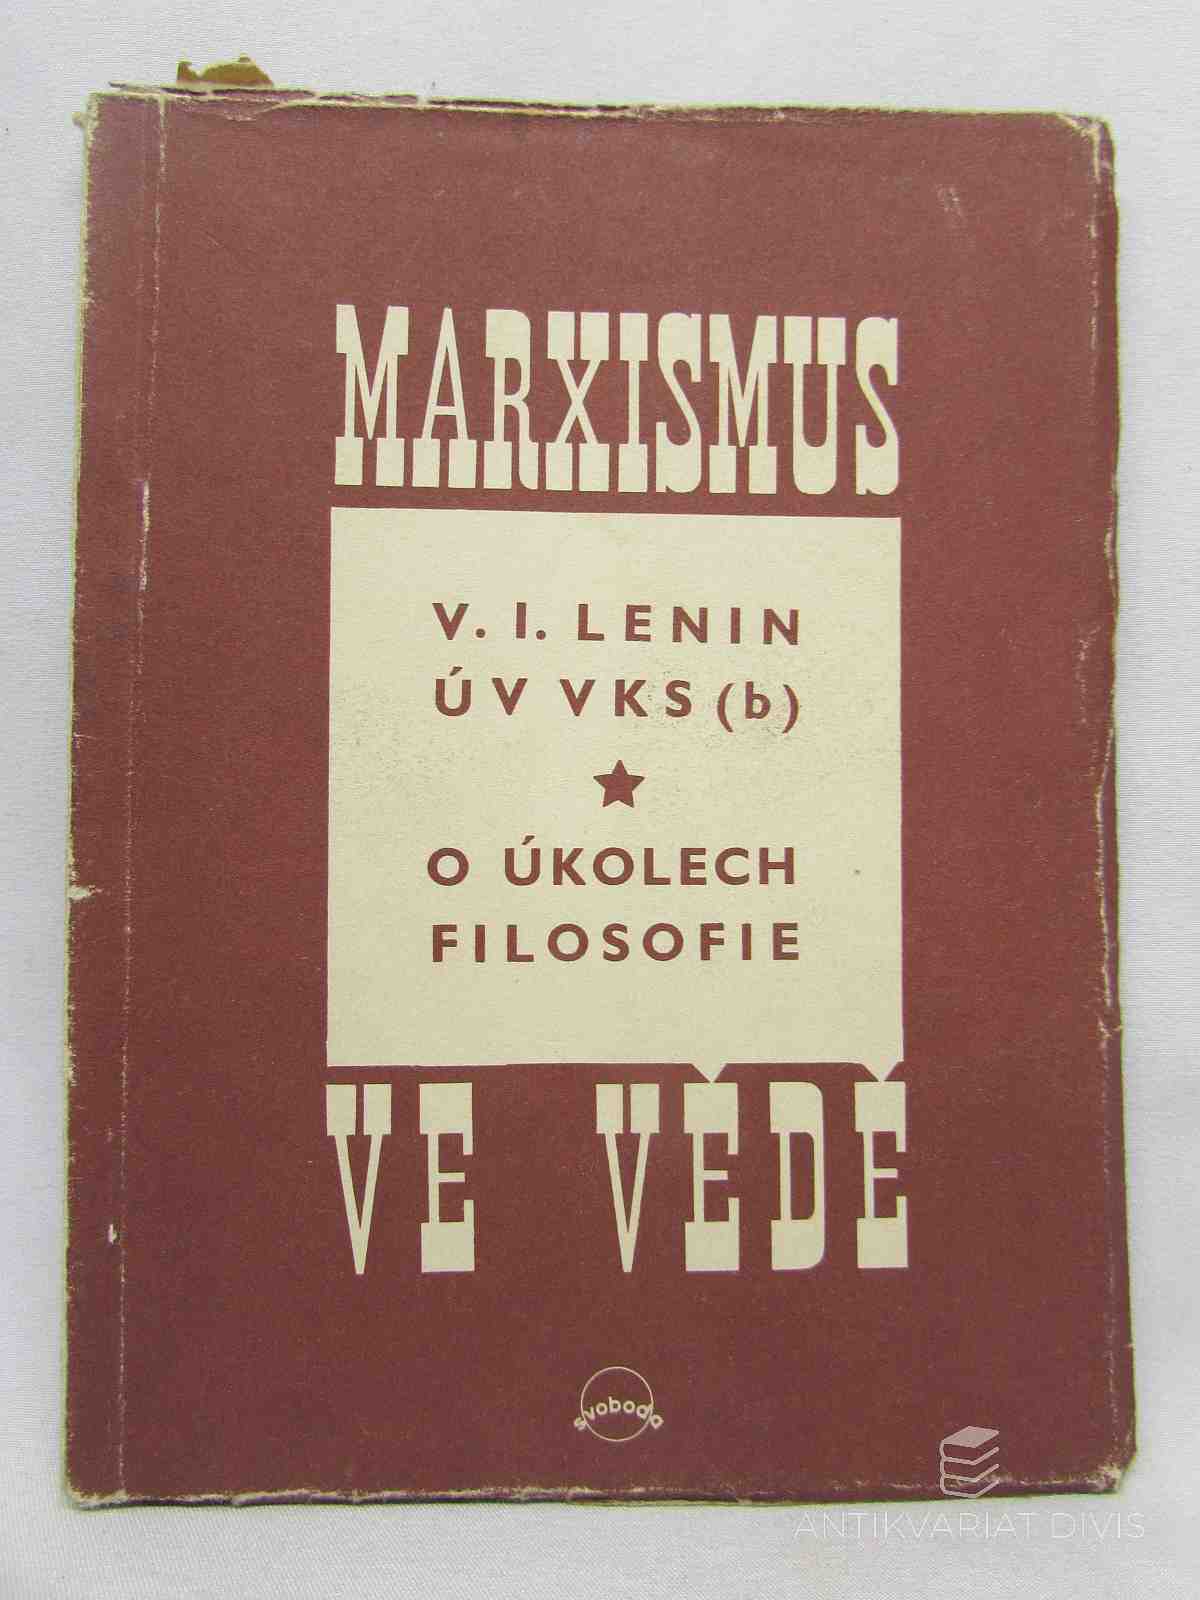 MARXISMUS
V. I. LENIN
ÚV VKS (b)
O ÚKOLECH
FILOSOFIE
VE VĚDĚ
svoboda
ANTIKVARIAT DIVIS